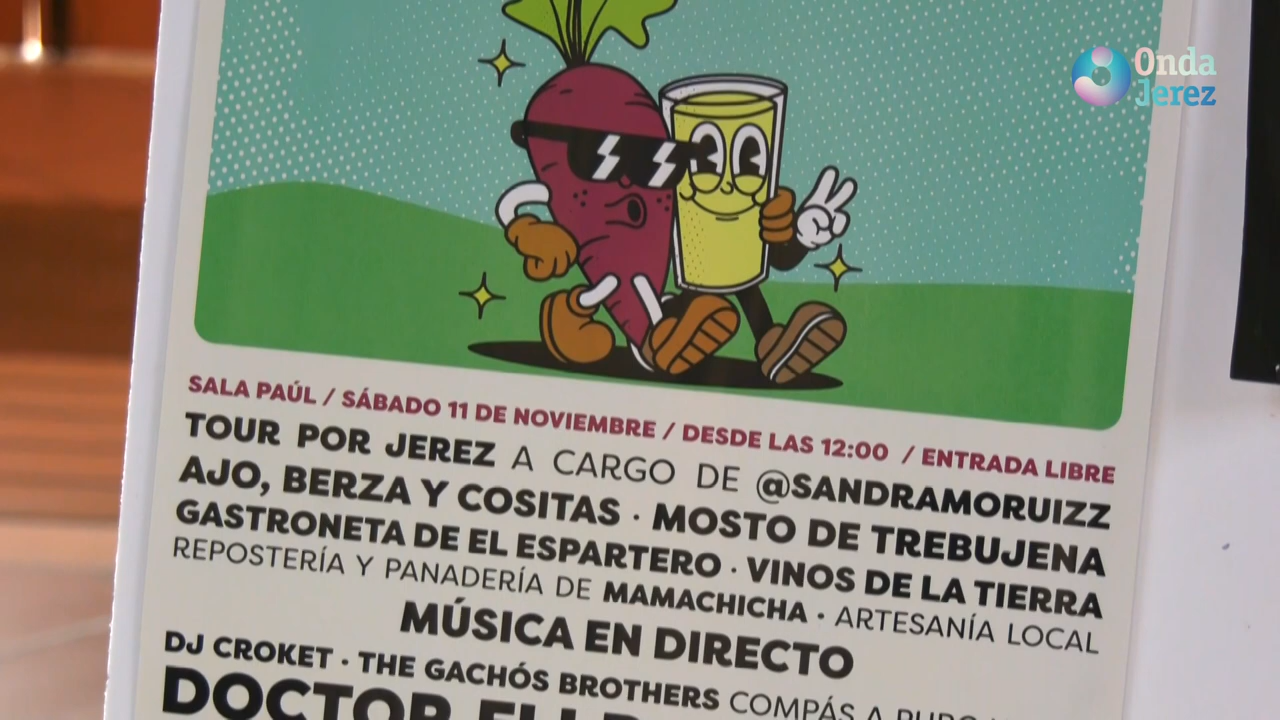 Onda
Jerez
SALA PAÚL / SÁBADO 11 DE NOVIEMBRE / DESDE LAS 12:00 / ENTRADA LIBRE
TOUR POR JEREZ A CARGO DE @SANDRAMORUIZZ
AJO, BERZA Y COSITAS · MOSTO DE TREBUJENA
GASTRONETA DE EL ESPARTERO · VINOS DE LA TIERRA
REPOSTERÍA Y PANADERÍA DE MAMACHICHA · ARTESANÍA LOCAL
MÚSICA EN DIRECTO
DJ CROKET · THE GACHÓS BROTHERS COMPÁS A
DOCTOR